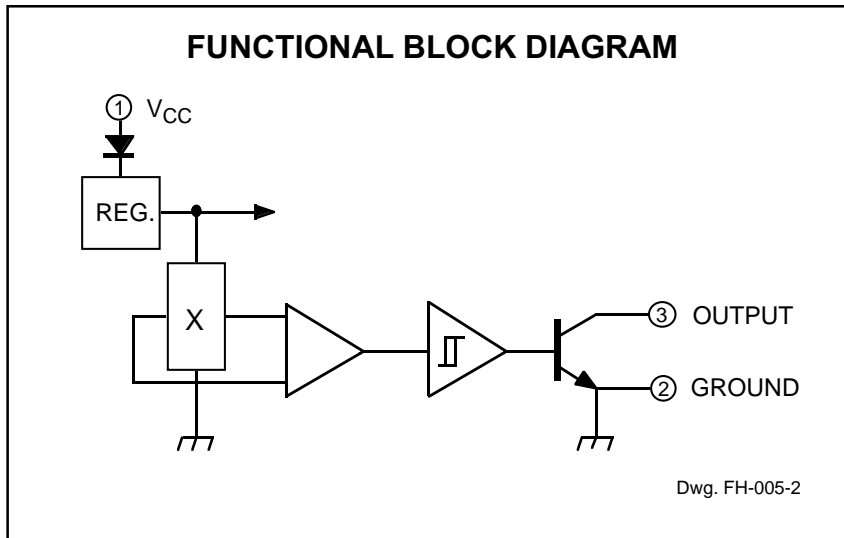 FUNCTIONAL BLOCK DIAGRAM
1 VCC
REG.
X
3 OUTPUT
2 GROUND
Dwg. FH-005-2